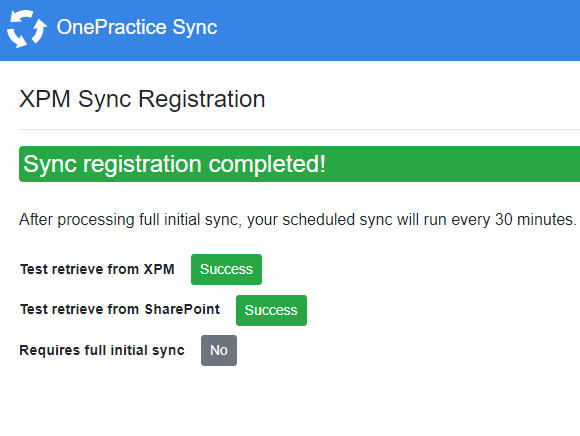 OnePractice Sync
XPM Sync Registration
Sync registration completed!
After processing full initial sync, your scheduled sync will run every 30 minutes.
Test retrieve from XPM Success
Test retrieve from SharePoint Success
Requires full initial sync No